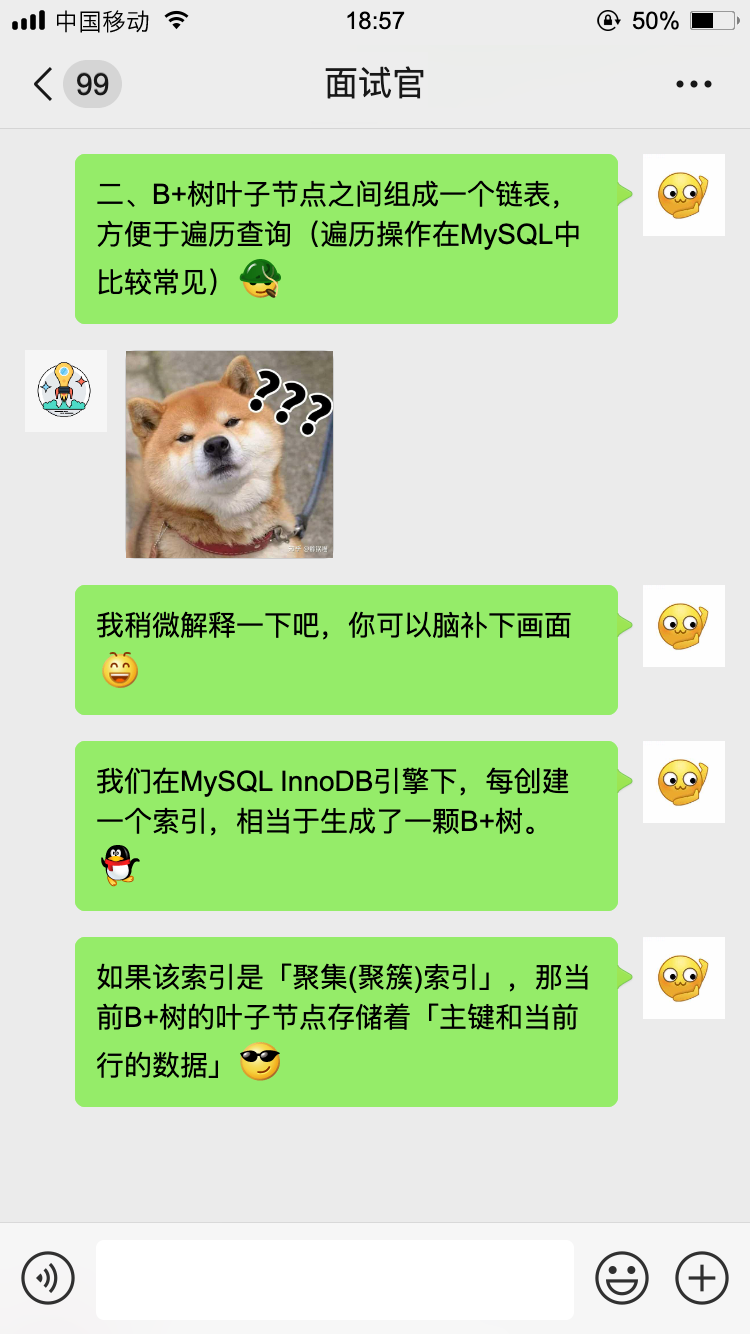 中国移动 18:57 50%
99 面试官
二、B+树叶子节点之间组成一个链表，
方便于遍历查询（遍历操作在MySQL中
比较常见）
???
我稍微解释一下吧，你可以脑补下画面
我们在MySQL InnoDB引擎下，每创建
一个索引，相当于生成了一颗B+树。
如果该索引是「聚集(聚簇)索引」，那当
前B+树的叶子节点存储着「主键和当前
行的数据」